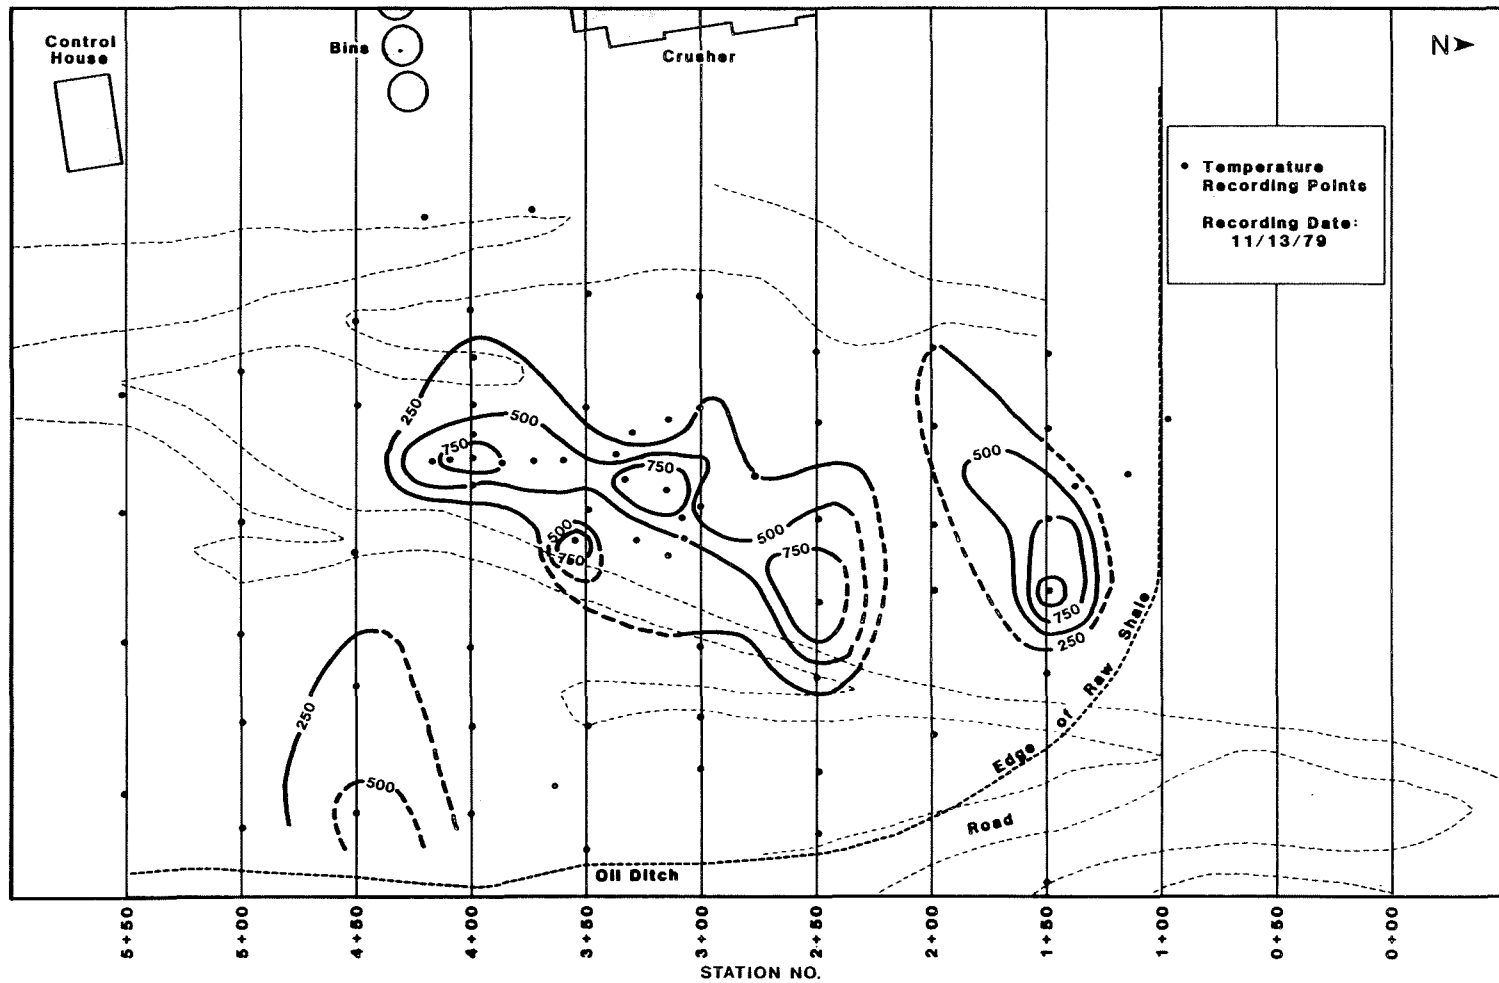 Control
House
Bins
Crusher
N
Temperature
Recording Points
Recording Date:
11/13/79
250
500
750
750
500
750
500
750
500
750
250
250
500
Edge of Raw Shale
Road
Oil Ditch
5+50
5+00
4+50
4+00
3+50
3+00
2+50
2+00
1+50
1+00
0+50
0+00
STATION NO.